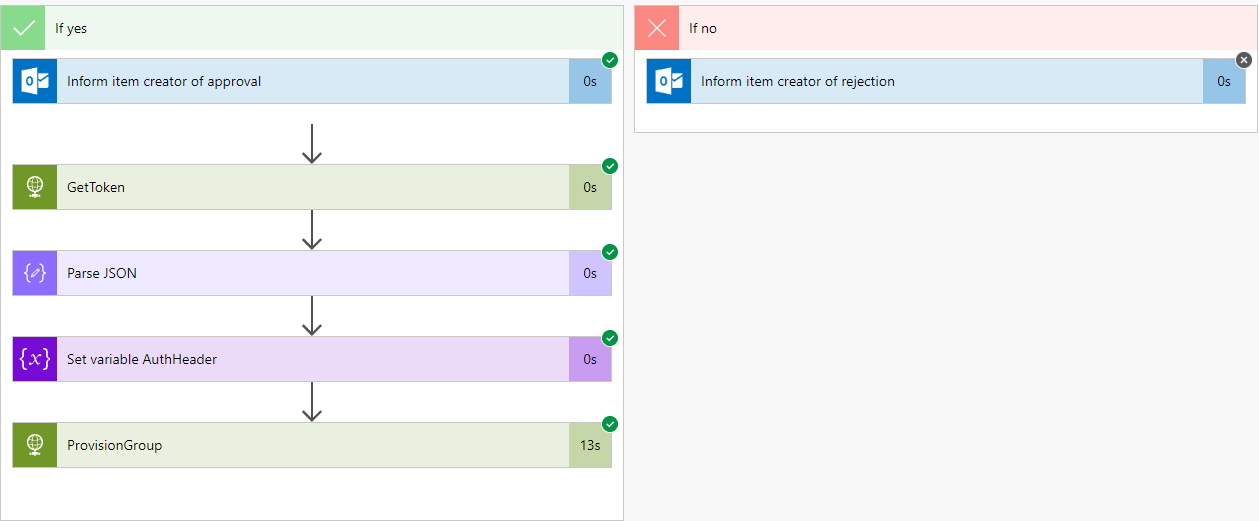 If yes
Inform item creator of approval
0s
GetToken
0s
Parse JSON
0s
Set variable AuthHeader
0s
ProvisionGroup
13s
If no
Inform item creator of rejection
0s